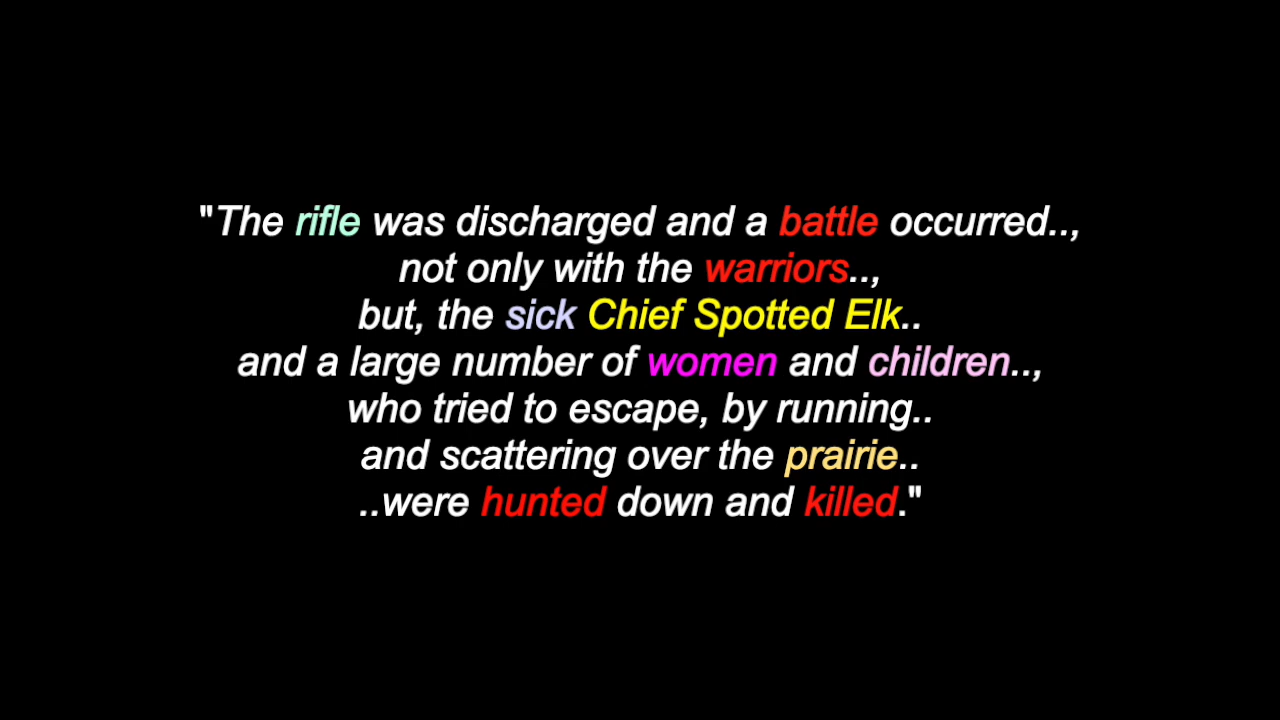 "The rifle was discharged and a battle occurred..,
not only with the warriors..,
but, the sick Chief Spotted Elk..
and a large number of women and children..,
who tried to escape, by running..
and scattering over the prairie..
..were hunted down and killed."